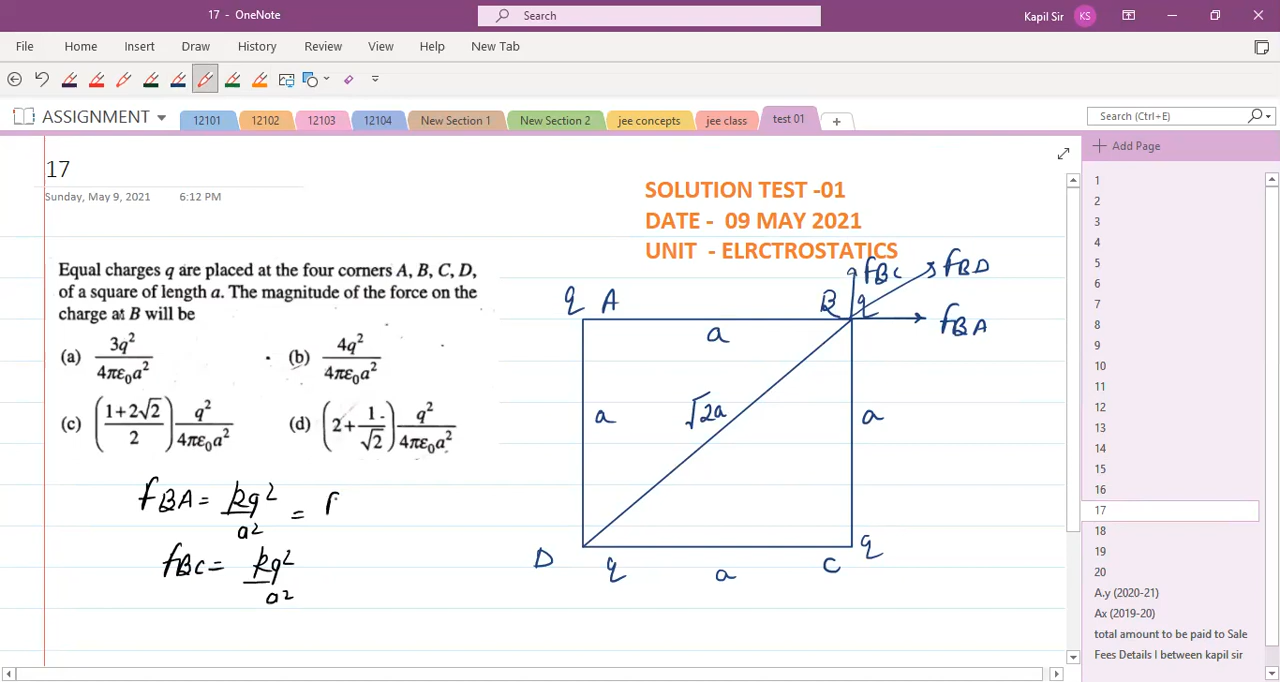 17 - OneNote
Search
Kapil Sir
KS
File Home Insert Draw History Review View Help New Tab
ASSIGNMENT
12101 12102 12103 12104 New Section 1 New Section 2 jee concepts jee class test 01
Search (Ctrl+E)
Add Page
17
Sunday, May 9, 2021 6:12 PM
SOLUTION TEST -01
DATE - 09 MAY 2021
UNIT - ELRCTROSTATICS
Equal charges q are placed at the four corners A, B, C, D,
of a square of length a. The magnitude of the force on the
charge at B will be
(a) 3q²/4πε₀a² (b) 4q²/4πε₀a²
(c) (1+2√2/2) q²/4πε₀a² (d) (2+1/√2) q²/4πε₀a²
fBA = kq²/a² =
fBC = kq²/a²
fBC fBD
q A B q
fBA
a
a √2a a
D q a C q
1
2
3
4
5
6
7
8
9
10
11
12
13
14
15
16
17
18
19
20
A.y (2020-21)
Ax (2019-20)
total amount to be paid to Sale
Fees Details I between kapil sir